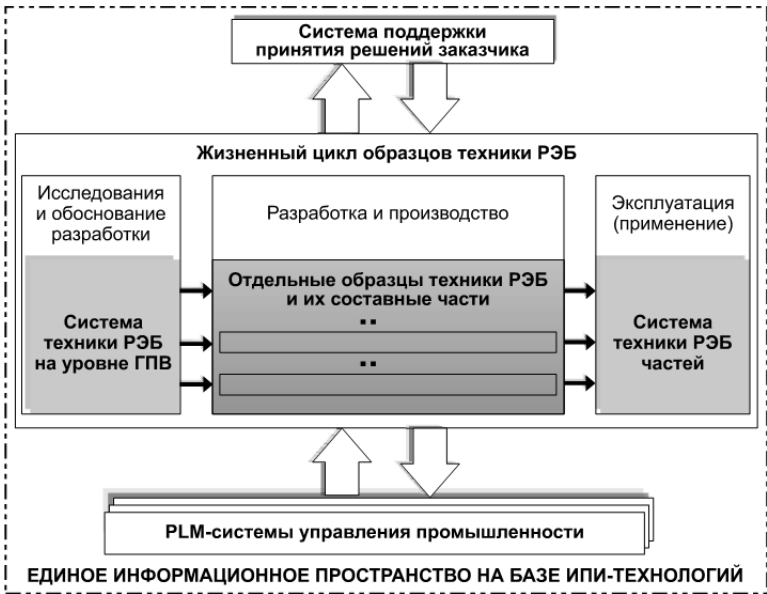 Система поддержки
принятия решений заказчика
Жизненный цикл образцов техники РЭБ
Исследования
и обоснование
разработки
Разработка и производство
Эксплуатация
(применение)
Система
техники РЭБ
на уровне ГПВ
Отдельные образцы техники РЭБ
и их составные части
..
..
Система
техники РЭБ
частей
PLM-системы управления промышленности
ЕДИНОЕ ИНФОРМАЦИОННОЕ ПРОСТРАНСТВО НА БАЗЕ ИПИ-ТЕХНОЛОГИЙ